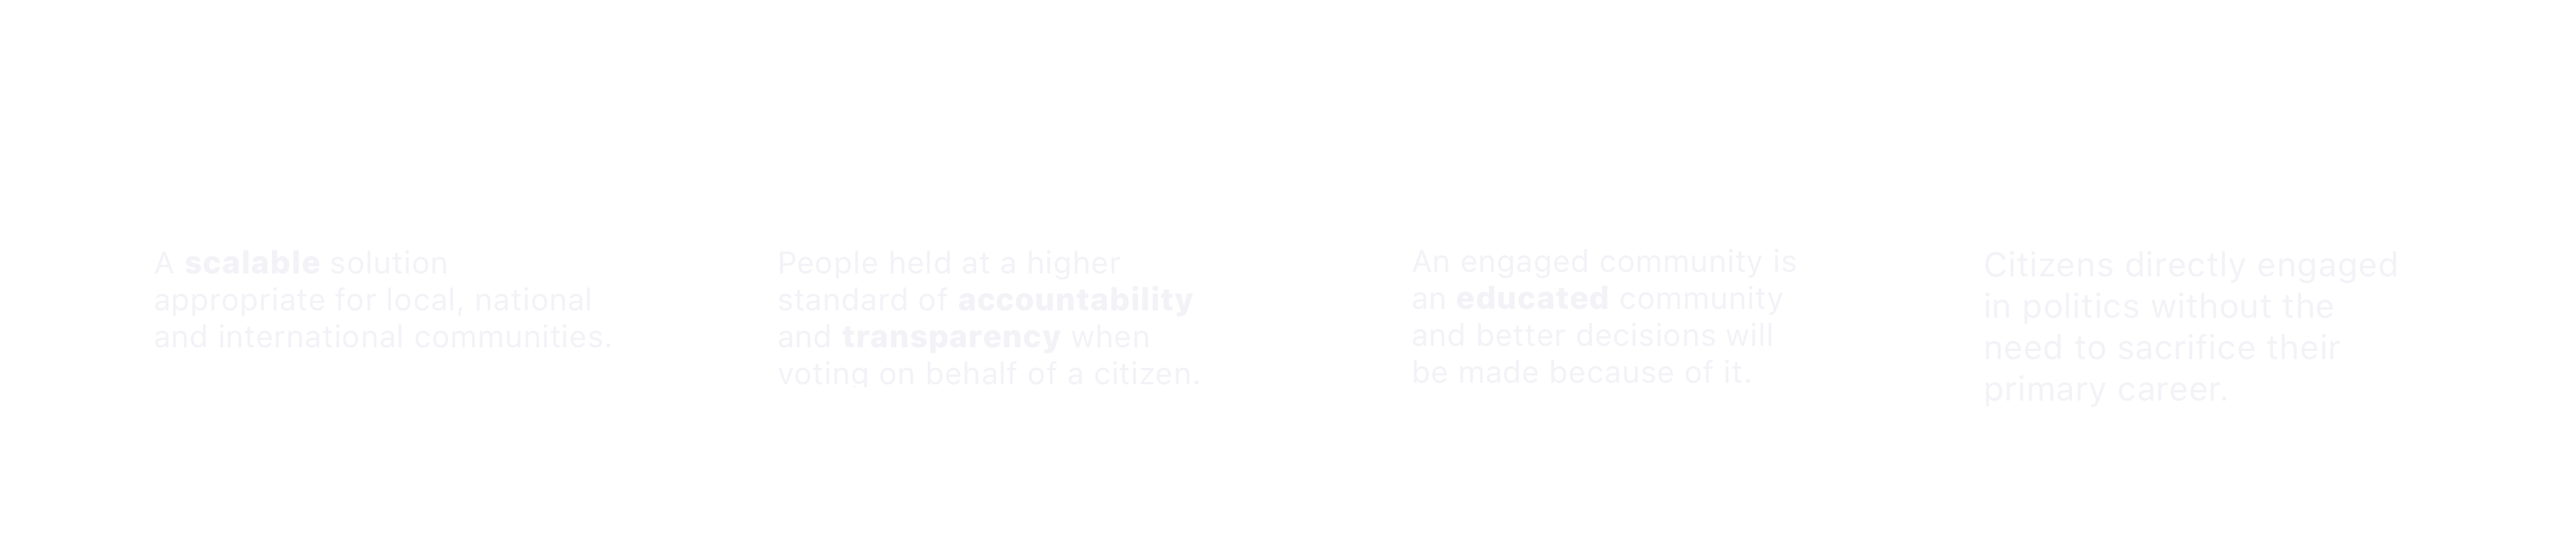 A scalable solution
appropriate for local, national
and international communities.
People held at a higher
standard of accountability
and transparency when
voting on behalf of a citizen.
An engaged community is
an educated community
and better decisions will
be made because of it.
Citizens directly engaged
in politics without the
need to sacrifice their
primary career.